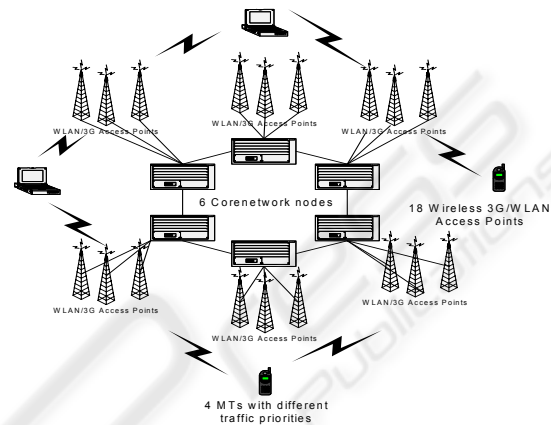 WLAN/3G Access Points
WLAN/3G Access Points
WLAN/3G Access Points
6 Corenetwork nodes
18 Wireless 3G/WLAN
Access Points
WLAN/3G Access Points
WLAN/3G Access Points
WLAN/3G Access Points
4 MTs with different
traffic priorities